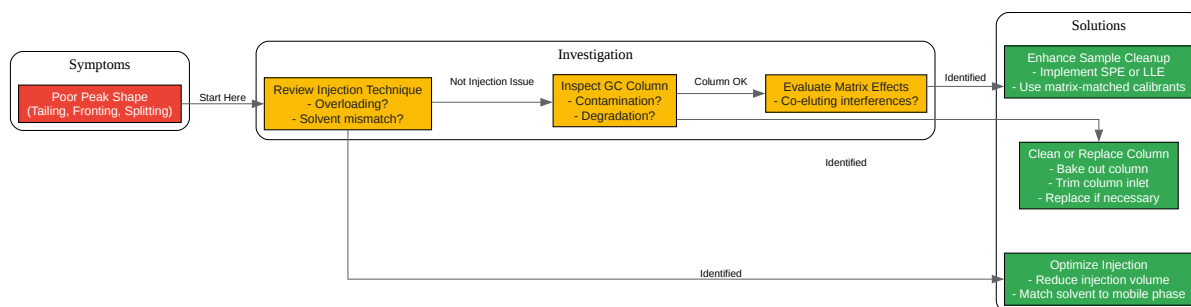 Symptoms
Poor Peak Shape
(Tailing, Fronting, Splitting)
Start Here
Investigation
Review Injection Technique
- Overloading?
- Solvent mismatch?
Not Injection Issue
Inspect GC Column
- Contamination?
- Degradation?
Column OK
Evaluate Matrix Effects
- Co-eluting interferences?
Identified
Identified
Identified
Solutions
Enhance Sample Cleanup
- Implement SPE or LLE
- Use matrix-matched calibrants
Clean or Replace Column
- Bake out column
- Trim column inlet
- Replace if necessary
Optimize Injection
- Reduce injection volume
- Match solvent to mobile phase